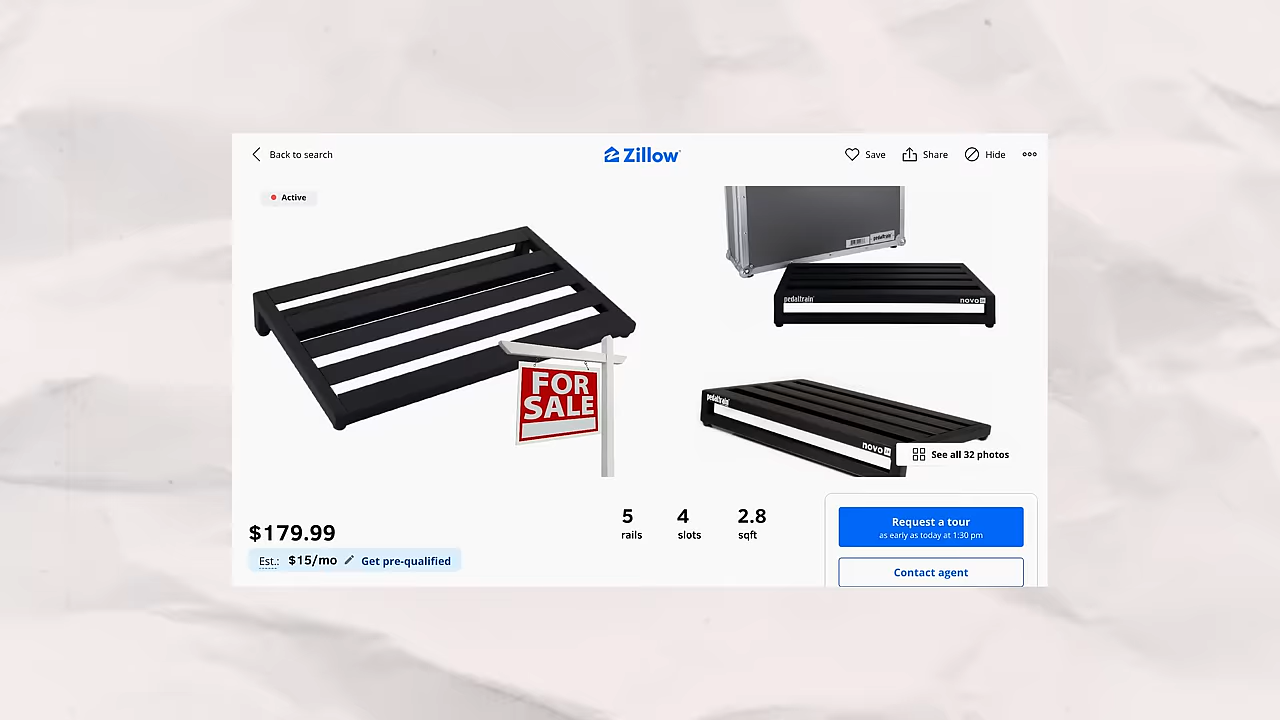 Back to search
Zillow
Save
Share
Hide
Active
pedaltrain
pedaltrain
novo
FOR
SALE
pedaltrain
novo
See all 32 photos
$179.99
5
rails
4
slots
2.8
sqft
Est.: $15/mo
Get pre-qualified
Request a tour
as early as today at 1:30 pm
Contact agent